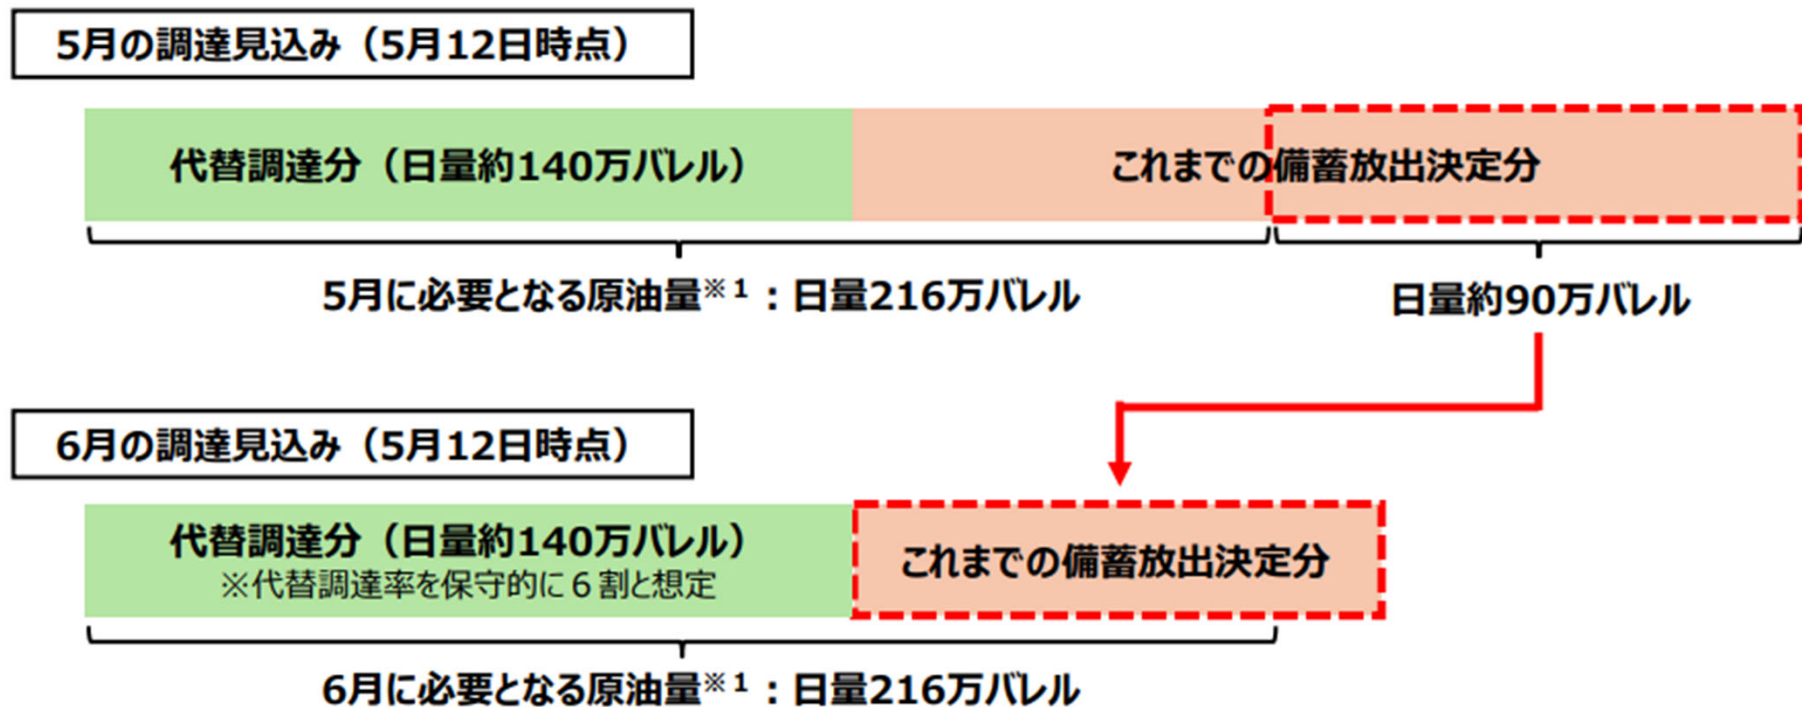 5月の調達見込み（5月12日時点）
代替調達分（日量約140万バレル）
これまでの備蓄放出決定分
5月に必要となる原油量※1：日量216万バレル
日量約90万バレル
6月の調達見込み（5月12日時点）
代替調達分（日量約140万バレル）
※代替調達率を保守的に６割と想定
これまでの備蓄放出決定分
6月に必要となる原油量※1：日量216万バレル